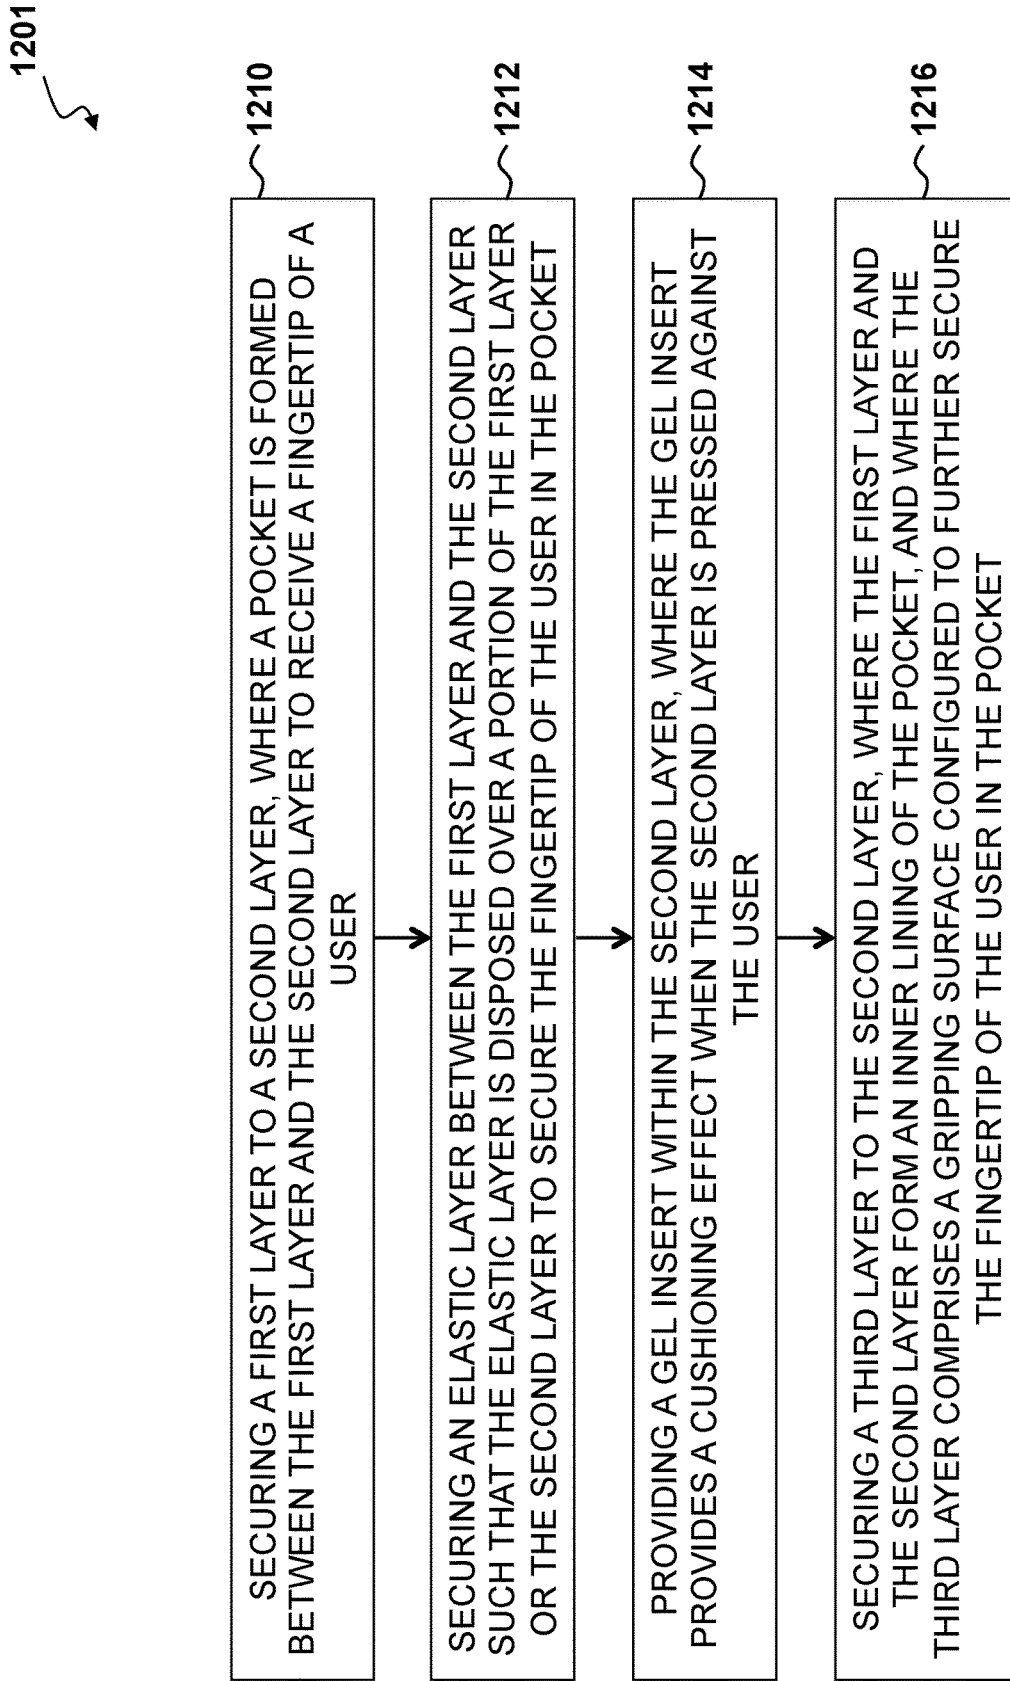 1201
SECURING A FIRST LAYER TO A SECOND LAYER, WHERE A POCKET IS FORMED
BETWEEN THE FIRST LAYER AND THE SECOND LAYER TO RECEIVE A FINGERTIP OF A
USER
1210
SECURING AN ELASTIC LAYER BETWEEN THE FIRST LAYER AND THE SECOND LAYER
SUCH THAT THE ELASTIC LAYER IS DISPOSED OVER A PORTION OF THE FIRST LAYER
OR THE SECOND LAYER TO SECURE THE FINGERTIP OF THE USER IN THE POCKET
1212
PROVIDING A GEL INSERT WITHIN THE SECOND LAYER, WHERE THE GEL INSERT
PROVIDES A CUSHIONING EFFECT WHEN THE SECOND LAYER IS PRESSED AGAINST
THE USER
1214
SECURING A THIRD LAYER TO THE SECOND LAYER, WHERE THE FIRST LAYER AND
THE SECOND LAYER FORM AN INNER LINING OF THE POCKET, AND WHERE THE
THIRD LAYER COMPRISES A GRIPPING SURFACE CONFIGURED TO FURTHER SECURE
THE FINGERTIP OF THE USER IN THE POCKET
1216